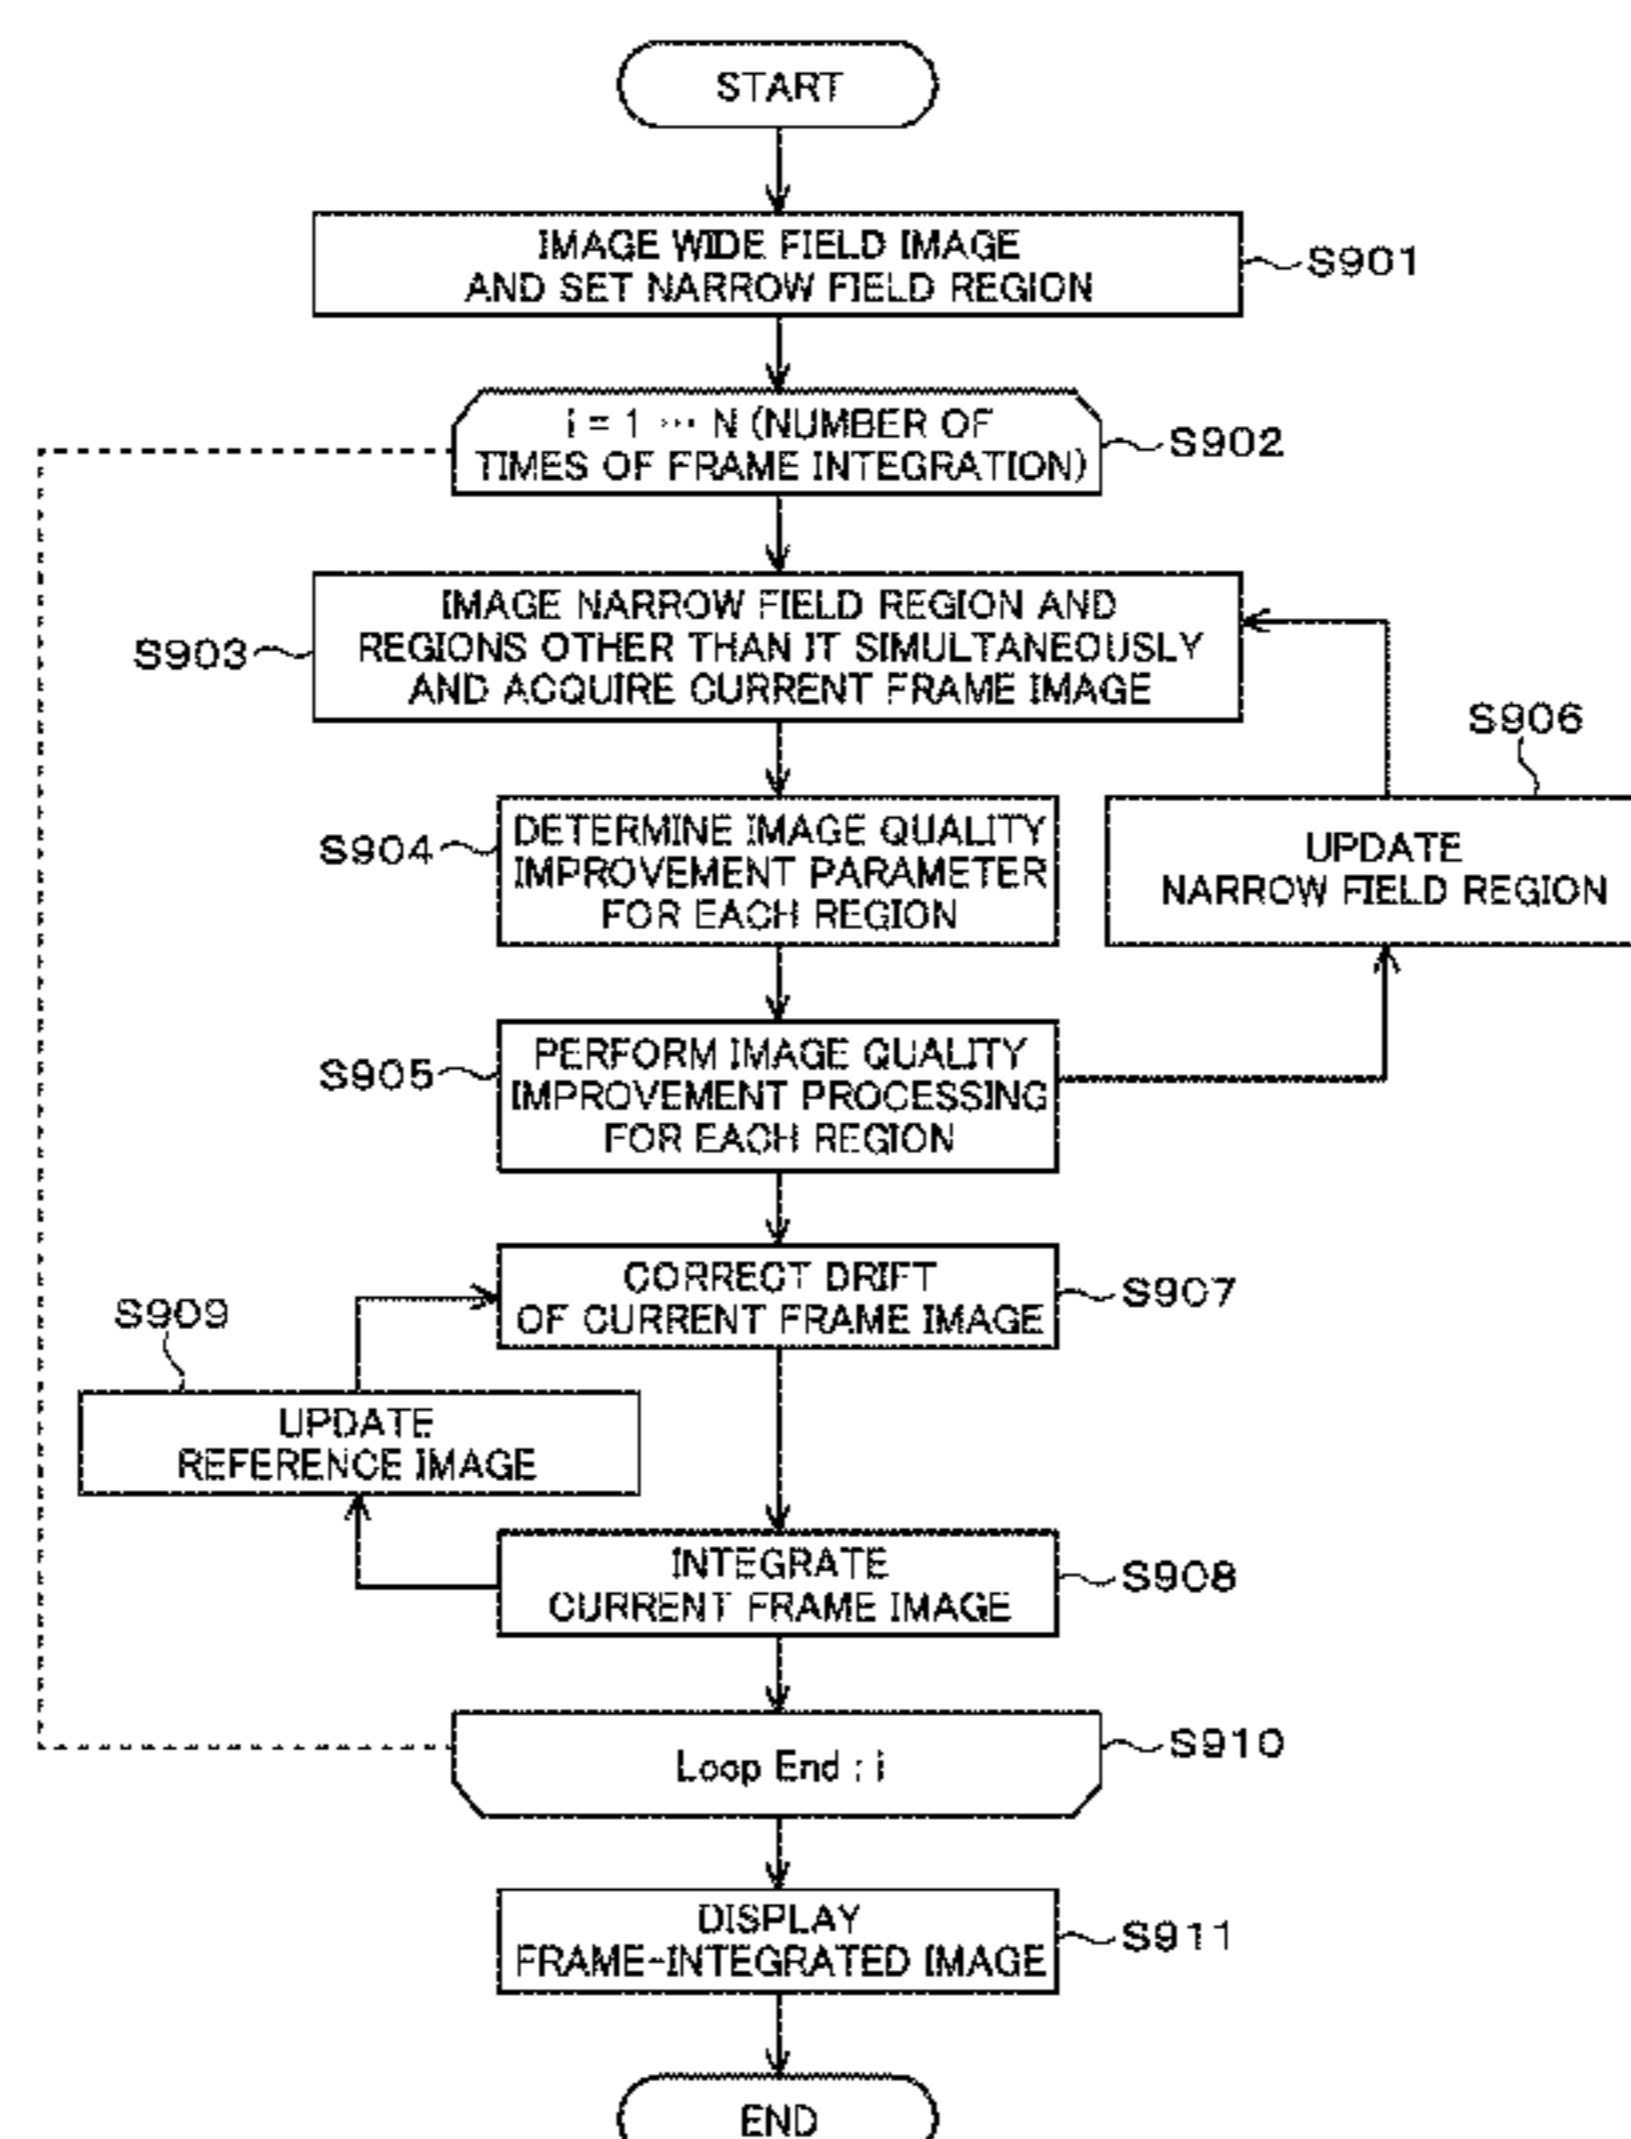 START
IMAGE WIDE FIELD IMAGE
AND SET NARROW FIELD REGION
S901
i = 1 ··· N (NUMBER OF
TIMES OF FRAME INTEGRATION)
S902
IMAGE NARROW FIELD REGION AND
REGIONS OTHER THAN IT SIMULTANEOUSLY
AND ACQUIRE CURRENT FRAME IMAGE
S903
S906
DETERMINE IMAGE QUALITY
IMPROVEMENT PARAMETER
FOR EACH REGION
S904
UPDATE
NARROW FIELD REGION
PERFORM IMAGE QUALITY
IMPROVEMENT PROCESSING
FOR EACH REGION
S905
CORRECT DRIFT
OF CURRENT FRAME IMAGE
S907
S909
UPDATE
REFERENCE IMAGE
INTEGRATE
CURRENT FRAME IMAGE
S908
Loop End ; i
S910
DISPLAY
FRAME-INTEGRATED IMAGE
S911
END